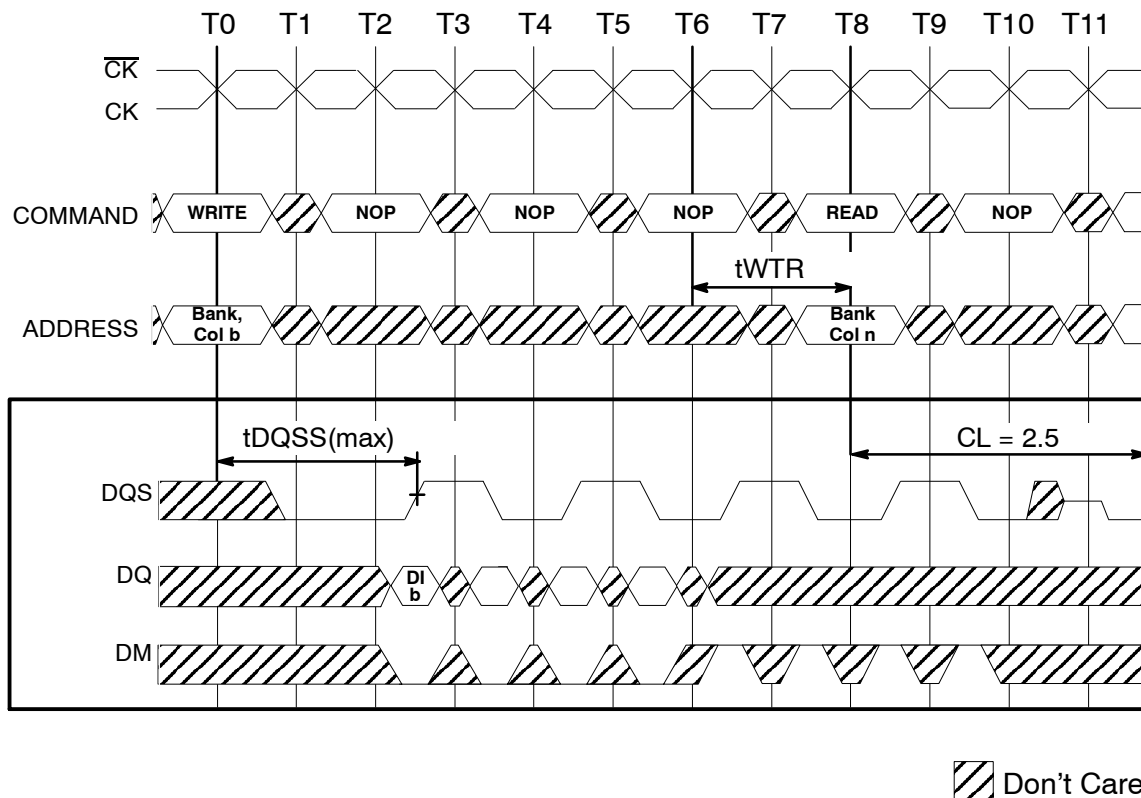 T0 T1 T2 T3 T4 T5 T6 T7 T8 T9 T10 T11
CK
CK
COMMAND WRITE NOP NOP NOP READ NOP
tWTR
ADDRESS Bank, Col b Bank Col n
tDQSS(max) CL = 2.5
DQS
DQ DI b
DM
Don't Care